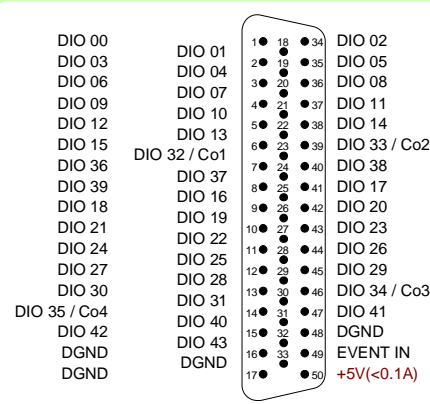 DIO 00 1 18 34 DIO 02
DIO 01
DIO 03 2 19 35 DIO 05
DIO 04
DIO 06 3 20 36 DIO 08
DIO 07
DIO 09 4 21 37 DIO 11
DIO 10
DIO 12 5 22 38 DIO 14
DIO 13
DIO 15 6 23 39 DIO 33 / Co2
DIO 32 / Co1
DIO 36 7 24 40 DIO 38
DIO 37
DIO 39 8 25 41 DIO 17
DIO 16
DIO 18 9 26 42 DIO 20
DIO 19
DIO 21 10 27 43 DIO 23
DIO 22
DIO 24 11 28 44 DIO 26
DIO 25
DIO 27 12 29 45 DIO 29
DIO 28
DIO 30 13 30 46 DIO 34 / Co3
DIO 31
DIO 35 / Co4 14 31 47 DIO 41
DIO 40
DIO 42 15 32 48 DGND
DIO 43
DGND 16 33 49 EVENT IN
DGND
DGND 17 50 +5V(<0.1A)